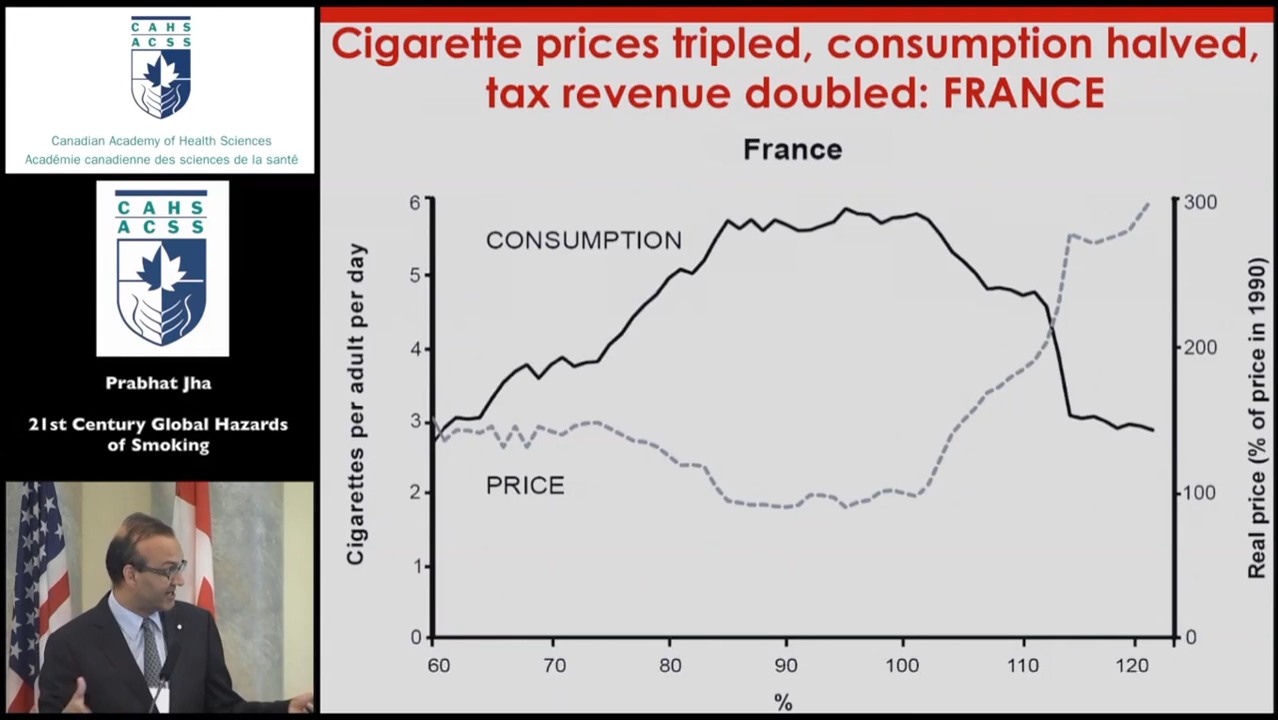 CAHS
ACSS
Canadian Academy of Health Sciences
Académie canadienne des sciences de la santé
CAHS
ACSS
Prabhat Jha
21st Century Global Hazards
of Smoking
Cigarette prices tripled, consumption halved,
tax revenue doubled: FRANCE
France
CONSUMPTION
PRICE
Cigarettes per adult per day
6
5
4
3
2
1
0
300
200
100
0
Real price (% of price in 1990)
60 70 80 90 100 110 120
%